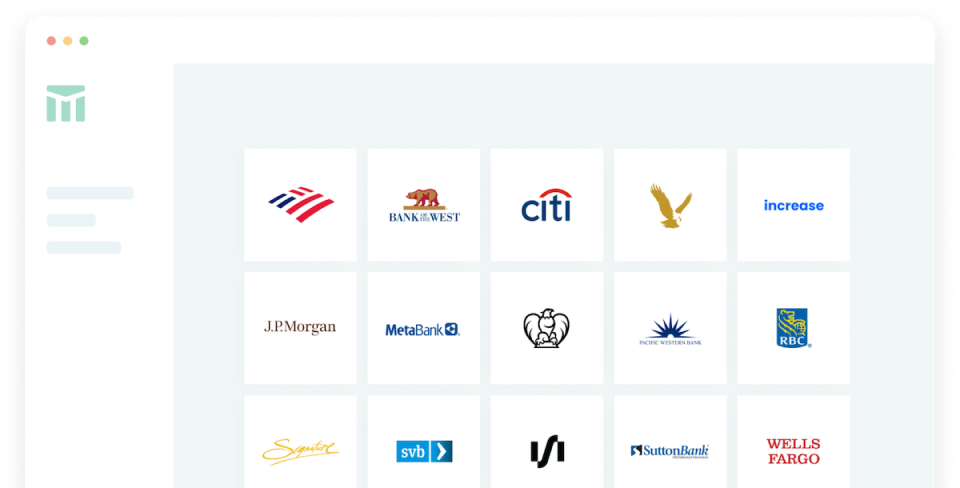 BANK OF THE WEST
citi
increase
J.P.Morgan
MetaBank
PACIFIC WESTERN BANK
RBC
Signature
svb
SuttonBank
WELLS
FARGO